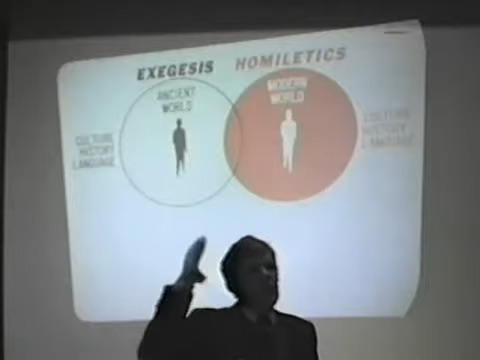 EXEGESIS HOMILETICS
ANCIENT
WORLD
MODERN
WORLD
CULTURE
HISTORY
LANGUAGE
CULTURE
HISTORY
LANGUAGE